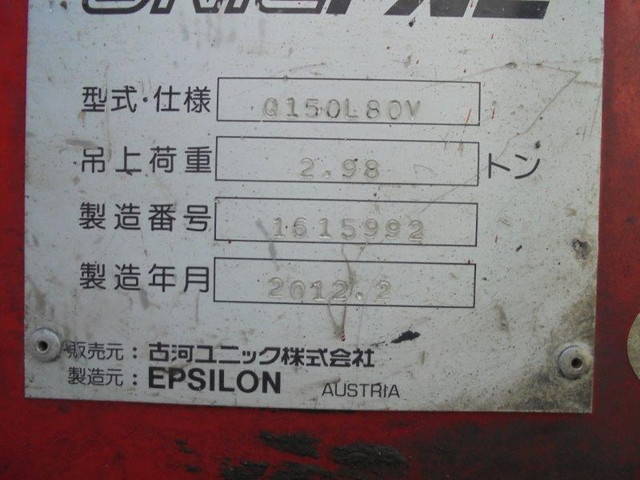 型式・仕様 Q150L80V
吊上荷重 2.98 トン
製造番号 1615992
製造年月 2012.2
販売元：古河ユニック株式会社
製造元：EPSILON AUSTRIA